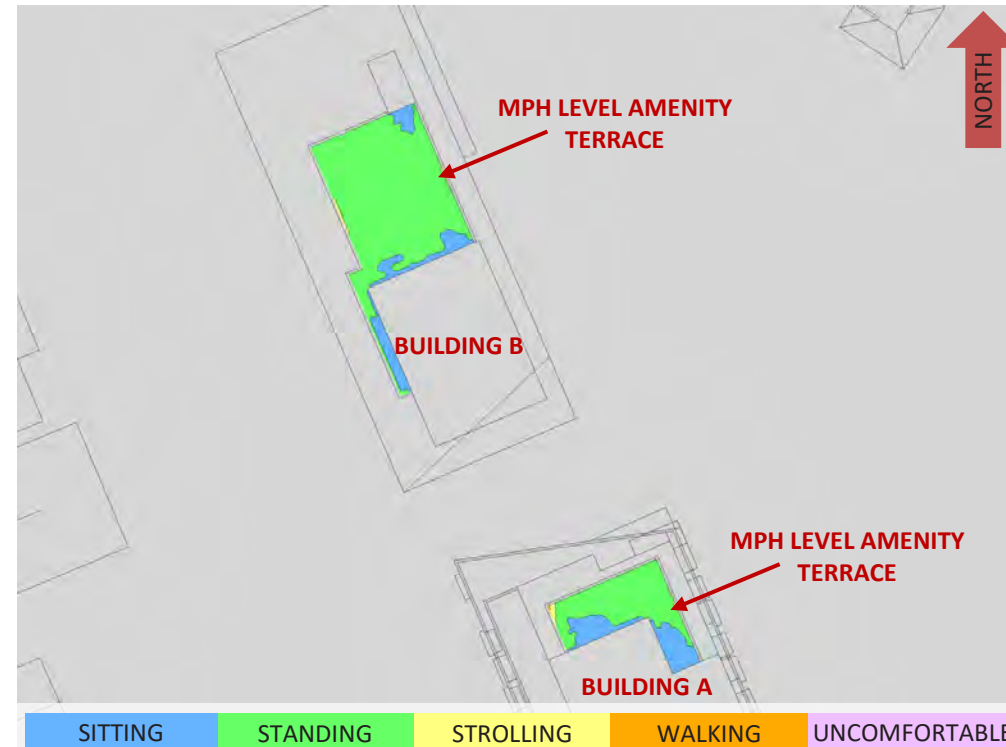 NORTH
MPH LEVEL AMENITY
TERRACE
BUILDING B
MPH LEVEL AMENITY
TERRACE
BUILDING A
SITTING STANDING STROLLING WALKING UNCOMFORTABLE